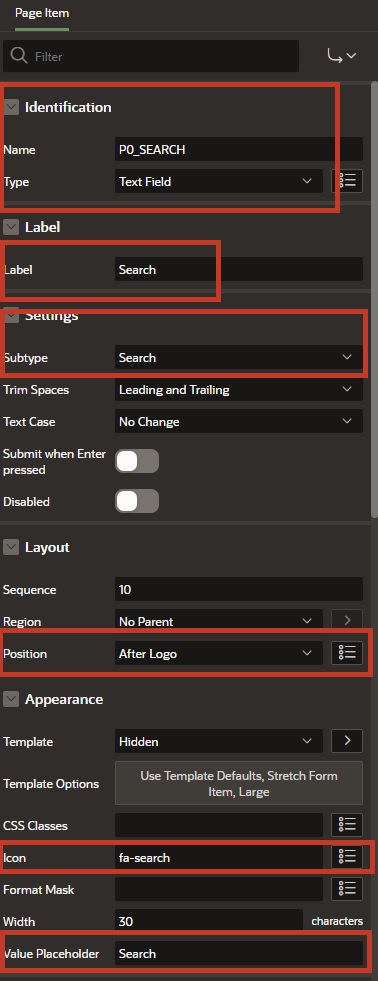 Page Item
Filter
Identification
Name P0_SEARCH
Type Text Field
Label
Label Search
Settings
Subtype Search
Trim Spaces Leading and Trailing
Text Case No Change
Submit when Enter
pressed
Disabled
Layout
Sequence 10
Region No Parent
Position After Logo
Appearance
Template Hidden
Template Options Use Template Defaults, Stretch Form
Item, Large
CSS Classes
Icon fa-search
Format Mask
Width 30 characters
Value Placeholder Search